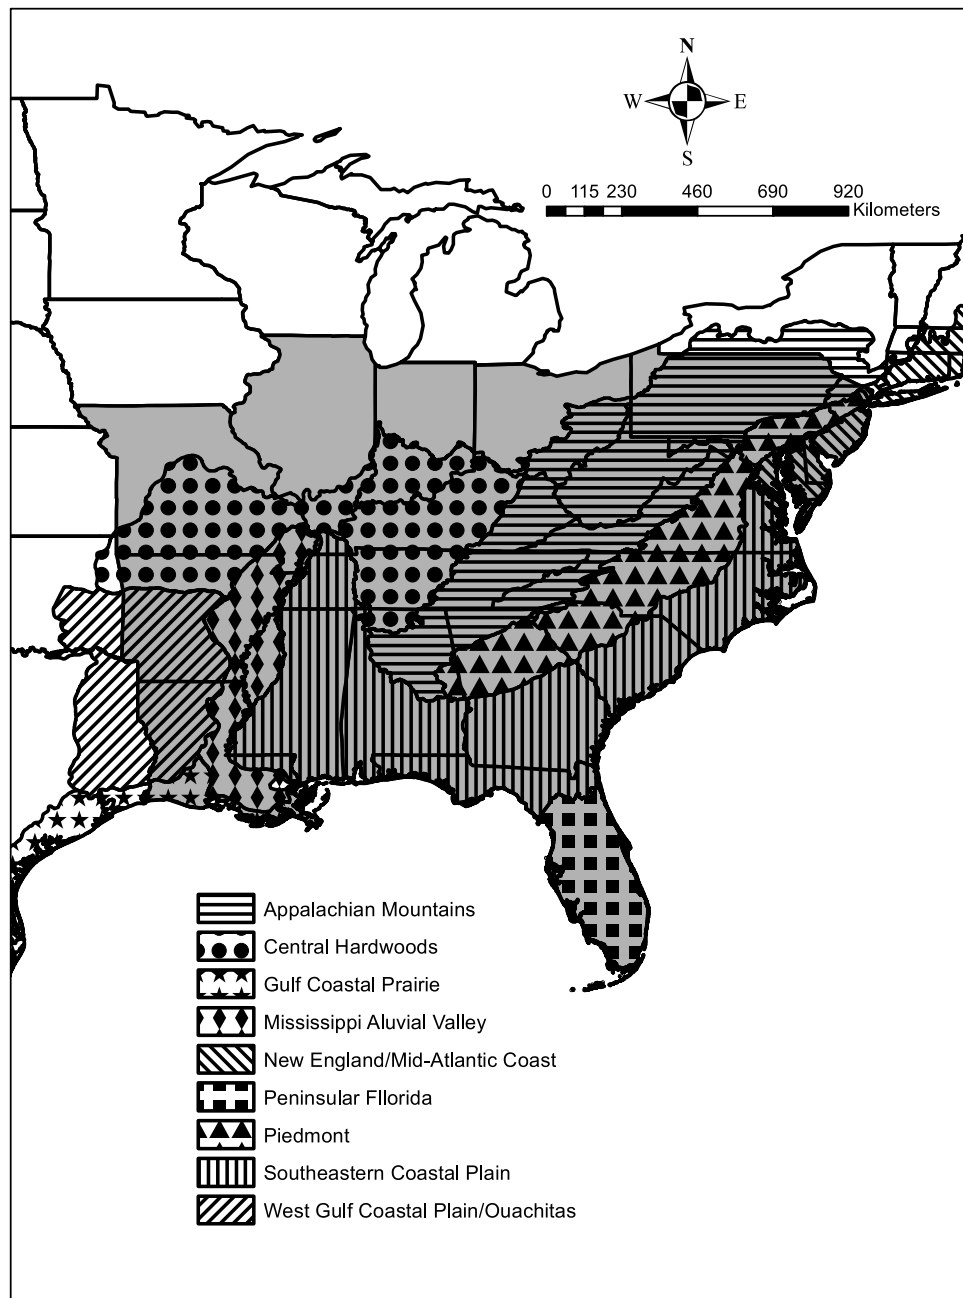 N
W E
S
0 115 230 460 690 920
Kilometers
Appalachian Mountains
Central Hardwoods
Gulf Coastal Prairie
Mississippi Aluvial Valley
New England/Mid-Atlantic Coast
Peninsular Fllorida
Piedmont
Southeastern Coastal Plain
West Gulf Coastal Plain/Ouachitas